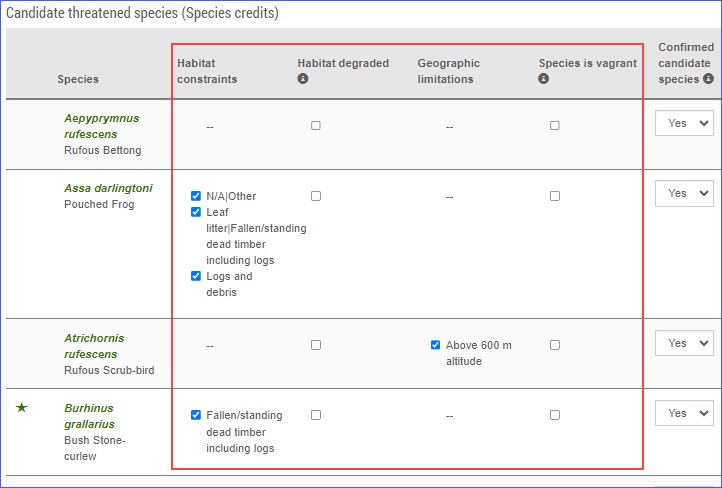 Candidate threatened species (Species credits)
Species
Habitat constraints
Habitat degraded
Geographic limitations
Species is vagrant
Confirmed candidate species
Aepyprymnus
rufescens
Rufous Bettong
--
--
Yes
Assa darlingtoni
Pouched Frog
N/A|Other
Leaf
litter|Fallen/standing
dead timber
including logs
Logs and
debris
--
Yes
Atrichornis
rufescens
Rufous Scrub-bird
--
Above 600 m
altitude
Yes
Burhinus
grallarius
Bush Stone-
curlew
Fallen/standing
dead timber
including logs
--
Yes